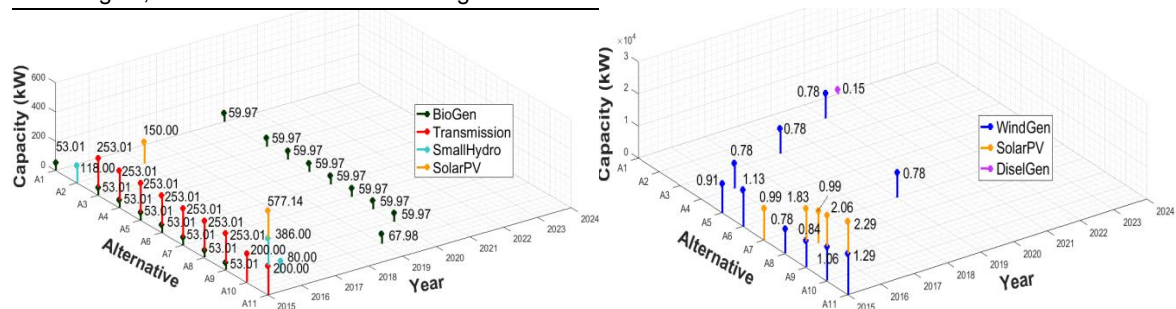 Capacity (kW)
600
400
200
0
53.01
118.00
150.00
59.97
59.97
59.97
59.97
59.97
59.97
59.97
59.97
67.98
253.01
253.01
253.01
253.01
253.01
253.01
253.01
200.00
200.00
53.01
53.01
53.01
53.01
53.01
53.01
53.01
577.14
386.00
80.00
BioGen
Transmission
SmallHydro
SolarPV
A1
A2
A3
A4
A5
A6
A7
A8
A9
A10
A11
Alternative
2015
2016
2017
2018
2019
2020
2021
2022
2023
2024
Year
Capacity (kW)
×10⁴
3
2
1
0
0.78
0.15
0.78
0.78
0.91
1.13
0.99
0.78
1.83
0.99
2.06
0.84
2.29
1.06
1.29
0.78
WindGen
SolarPV
DiselGen
A1
A2
A3
A4
A5
A6
A7
A8
A9
A10
A11
Alternative
2015
2016
2017
2018
2019
2020
2021
2022
2023
2024
Year